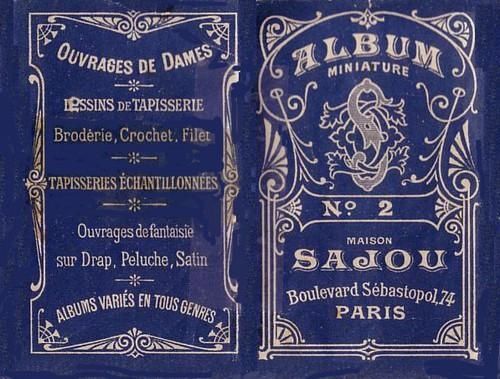 OUVRAGES DE DAMES
DESSINS DE TAPISSERIE
Broderie, Crochet, Filet
TAPISSERIES ÉCHANTILLONNÉES
Ouvrages de fantaisie
sur Drap, Peluche, Satin
ALBUMS VARIÉS EN TOUS GENRES
ALBUM
MINIATURE
S
No 2
MAISON
SAJOU
Boulevard Sébastopol, 74
PARIS